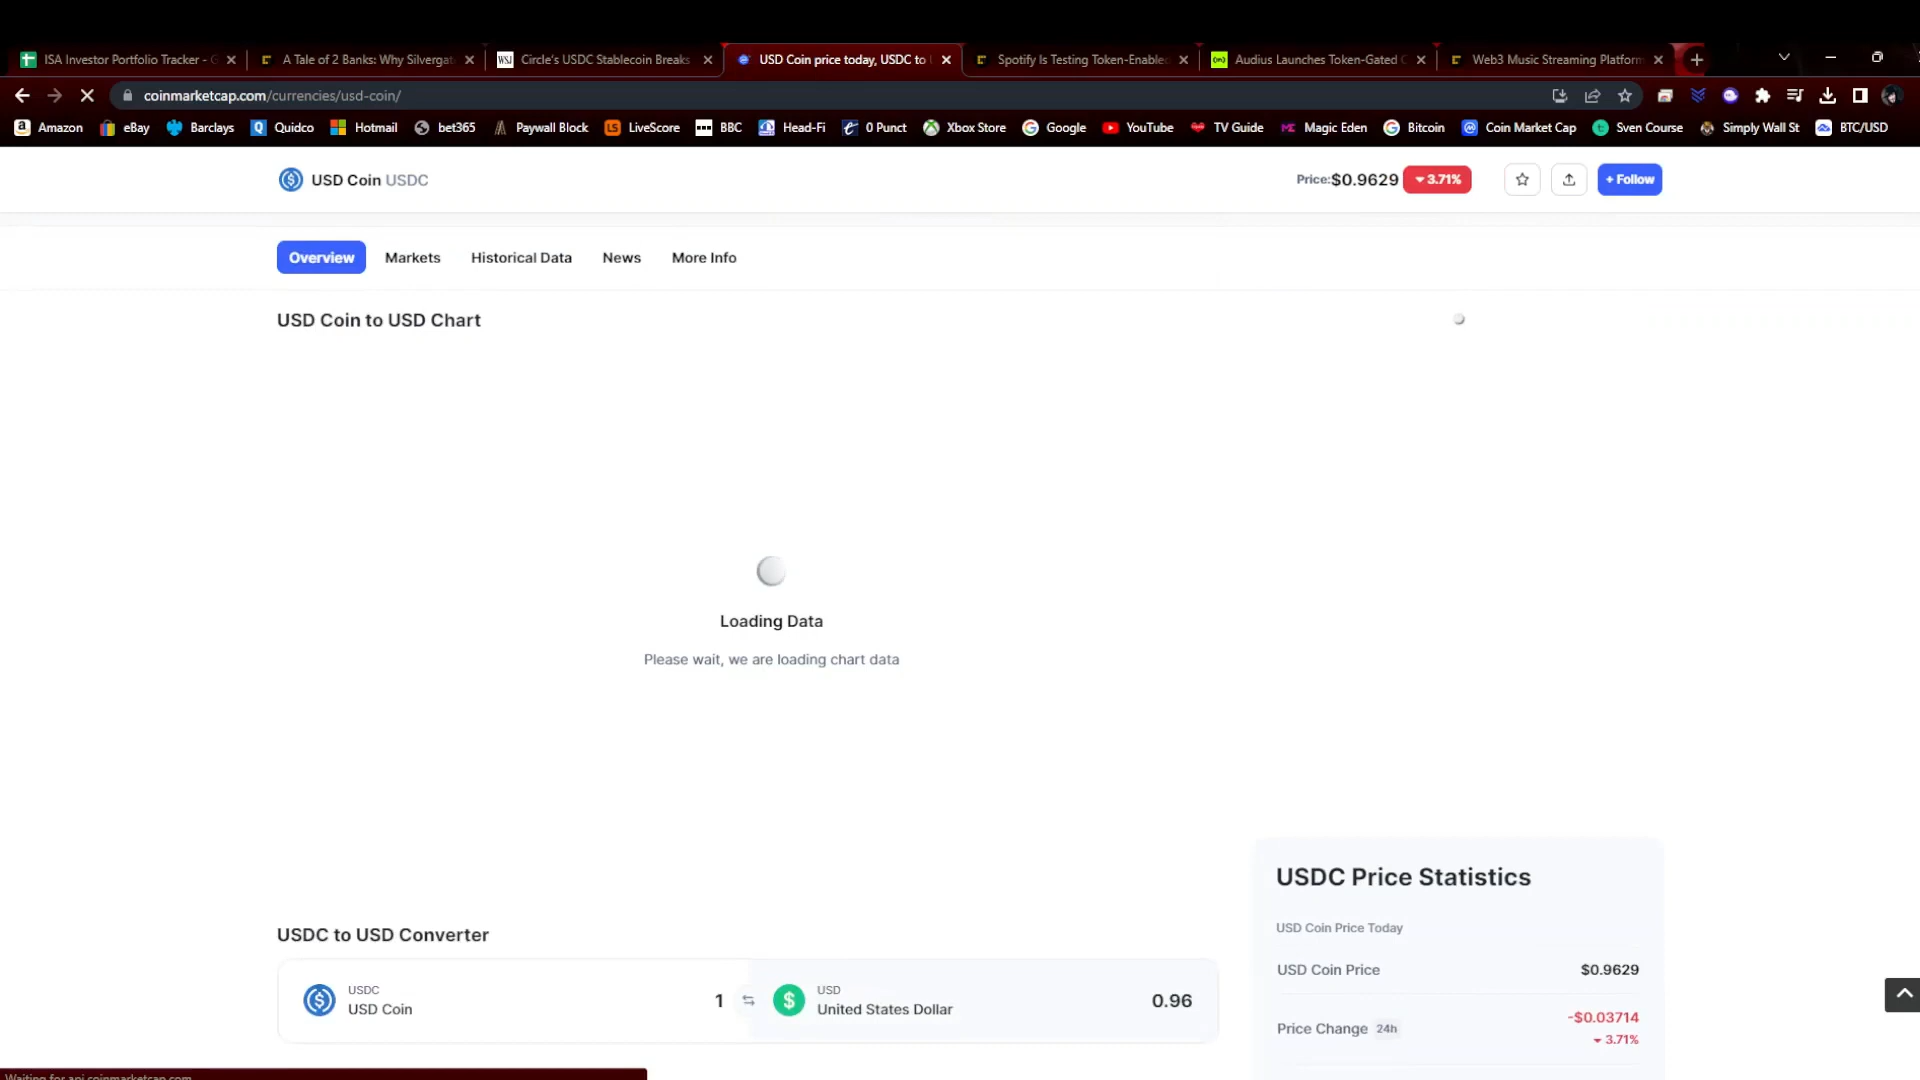 ISA Investor Portfolio Tracker - G
A Tale of 2 Banks: Why Silvergat
WSJ Circle's USDC Stablecoin Breaks
USD Coin price today, USDC to
Spotify Is Testing Token-Enabled
Audius Launches Token-Gated C
Web3 Music Streaming Platform
coinmarketcap.com/currencies/usd-coin/
Amazon eBay Barclays Quidco Hotmail bet365 Paywall Block LiveScore BBC Head-Fi 0 Punct Xbox Store Google YouTube TV Guide Magic Eden Bitcoin Coin Market Cap Sven Course Simply Wall St BTC/USD
USD Coin USDC
Price:$0.9629 3.71%
+ Follow
Overview Markets Historical Data News More Info
USD Coin to USD Chart
Loading Data
Please wait, we are loading chart data
USDC to USD Converter
USDC
USD Coin
1
USD
United States Dollar
0.96
USDC Price Statistics
USD Coin Price Today
USD Coin Price $0.9629
Price Change 24h
-$0.03714
3.71%
Waiting for api.coinmarketcap.com